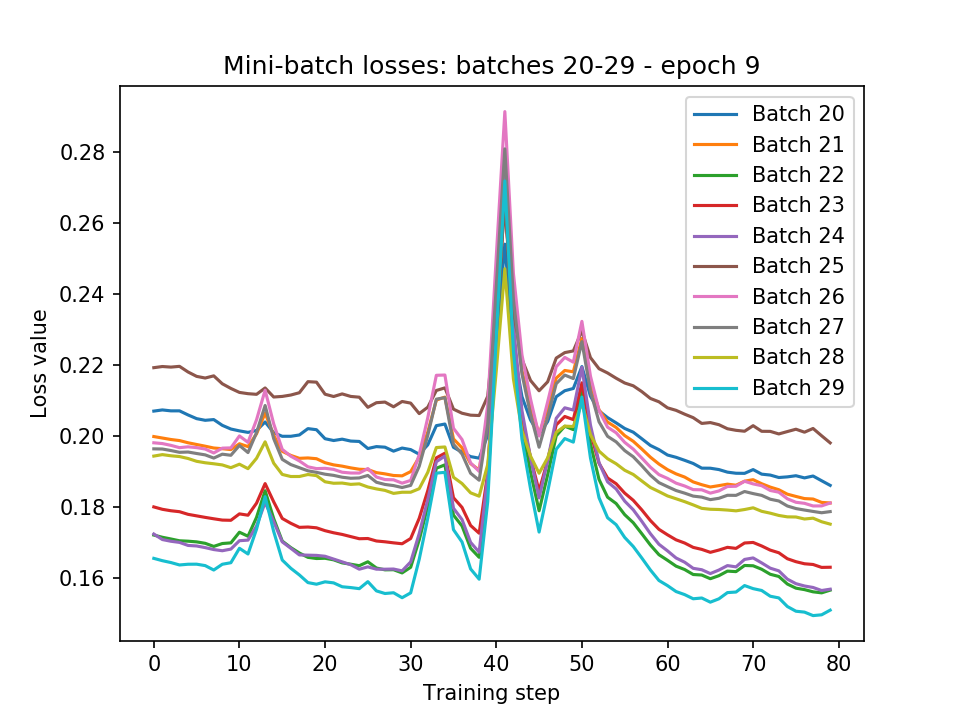 Mini-batch losses: batches 20-29 - epoch 9
Loss value
0.28
0.26
0.24
0.22
0.20
0.18
0.16
0 10 20 30 40 50 60 70 80
Training step
Batch 20
Batch 21
Batch 22
Batch 23
Batch 24
Batch 25
Batch 26
Batch 27
Batch 28
Batch 29